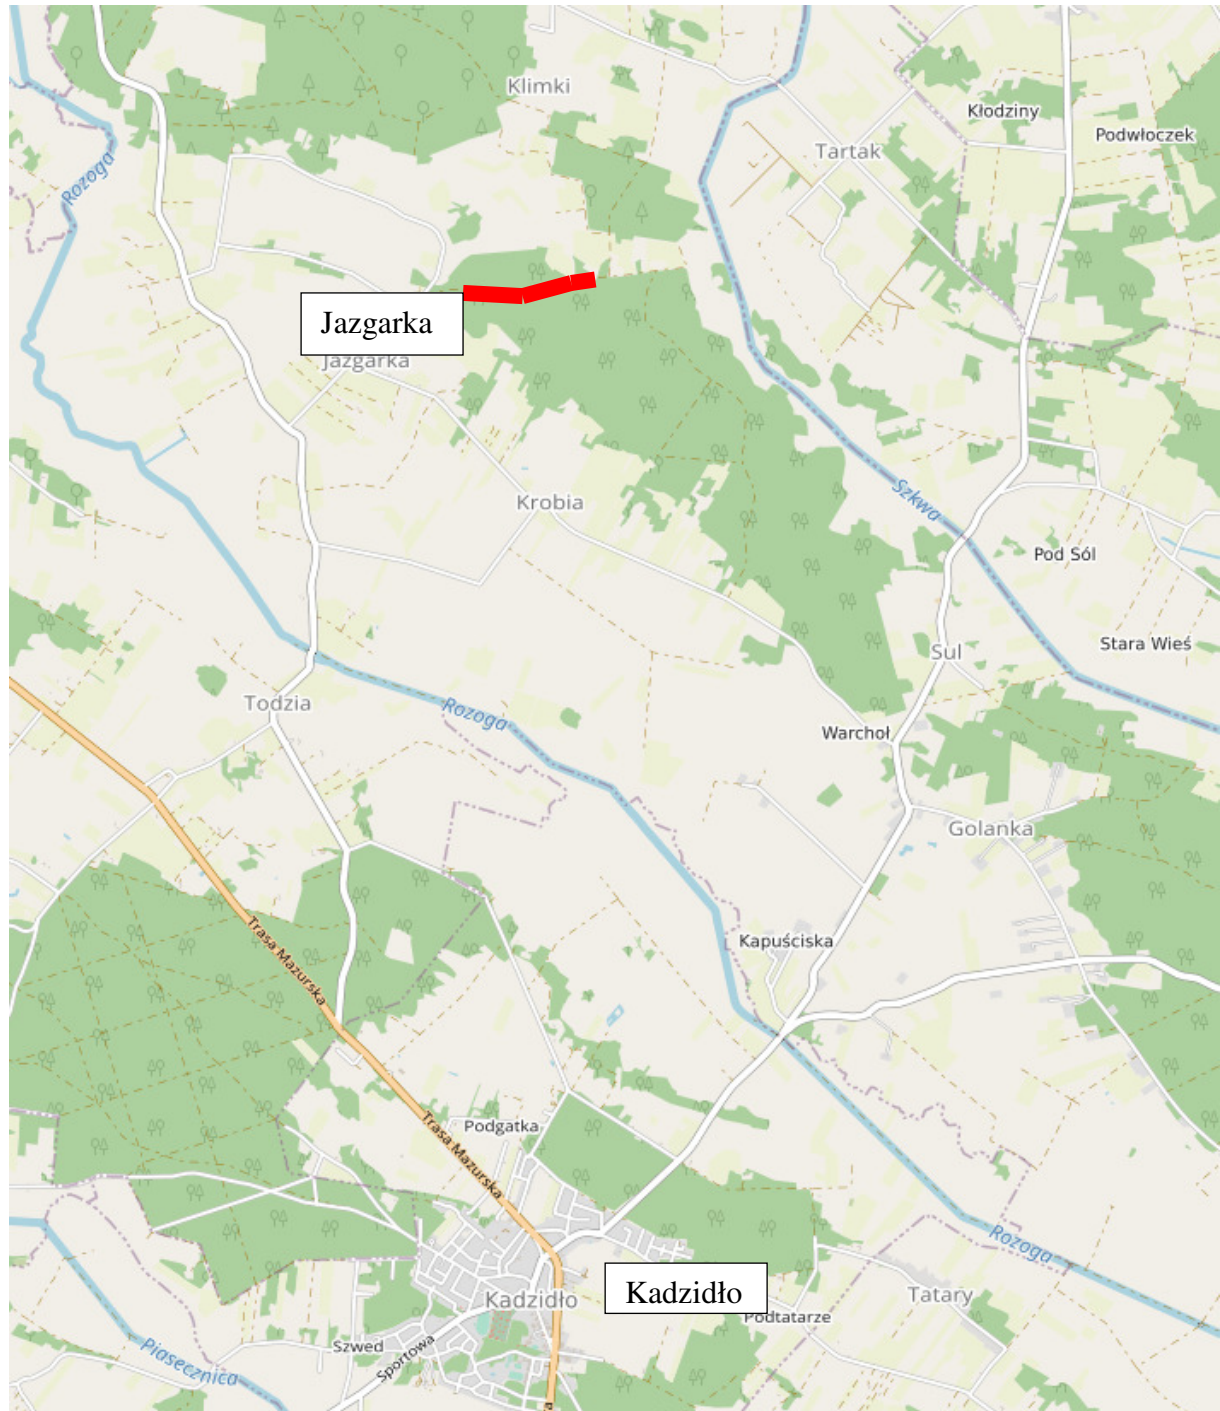 Klimki
Kłodziny
Podwłoczek
Tartak
Rozoga
Jazgarka
Jazgarka
Krobia
Szkwa
Pod Sól
Stara Wieś
Sul
Todzia
Rozoga
Warchoł
Golanka
Trasa Mazurska
Kapuściska
Trasa Mazurska
Podgatka
Rozoga
Kadzidło
Kadzidło
Tatary
Podtatarze
Szwed
Sportowa
Piasecznica